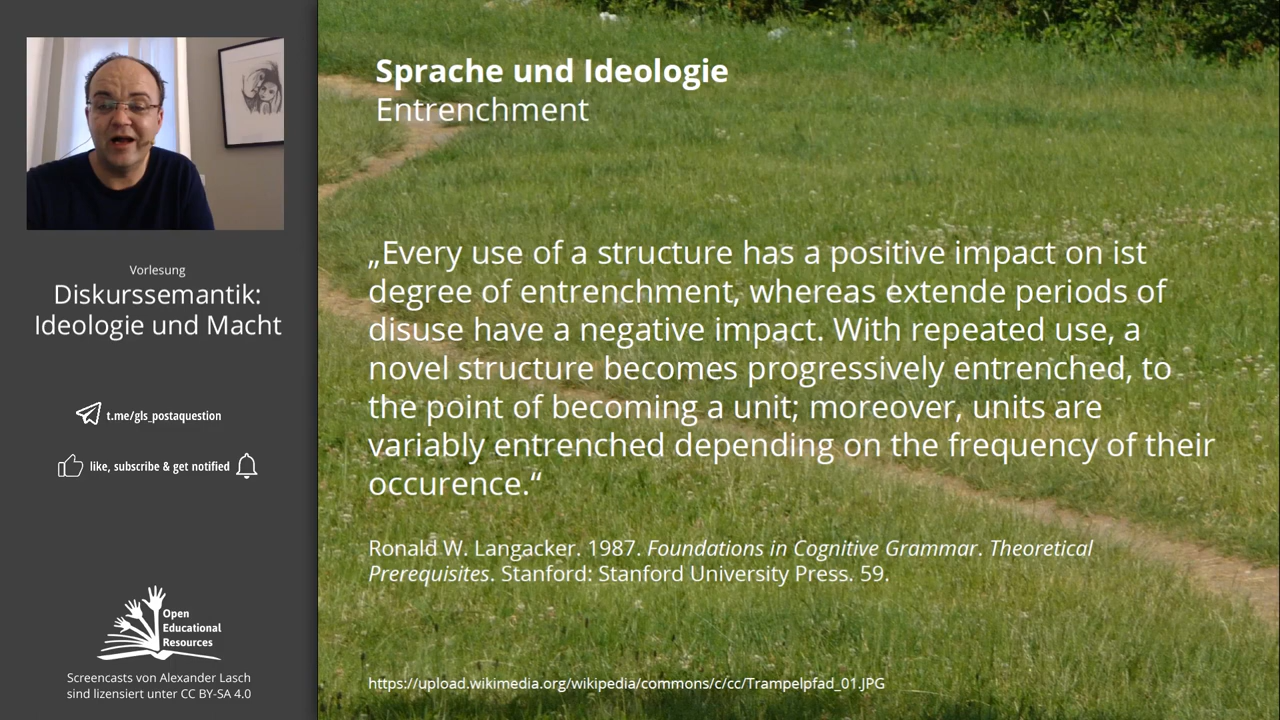 Sprache und Ideologie
Entrenchment
Vorlesung
Diskurssemantik:
Ideologie und Macht
t.me/gls_postaquestion
like, subscribe & get notified
Open
Educational
Resources
Screencasts von Alexander Lasch
sind lizensiert unter CC BY-SA 4.0
„Every use of a structure has a positive impact on ist
degree of entrenchment, whereas extende periods of
disuse have a negative impact. With repeated use, a
novel structure becomes progressively entrenched, to
the point of becoming a unit; moreover, units are
variably entrenched depending on the frequency of their
occurence.“
Ronald W. Langacker. 1987. Foundations in Cognitive Grammar. Theoretical
Prerequisites. Stanford: Stanford University Press. 59.
https://upload.wikimedia.org/wikipedia/commons/c/cc/Trampelpfad_01.JPG